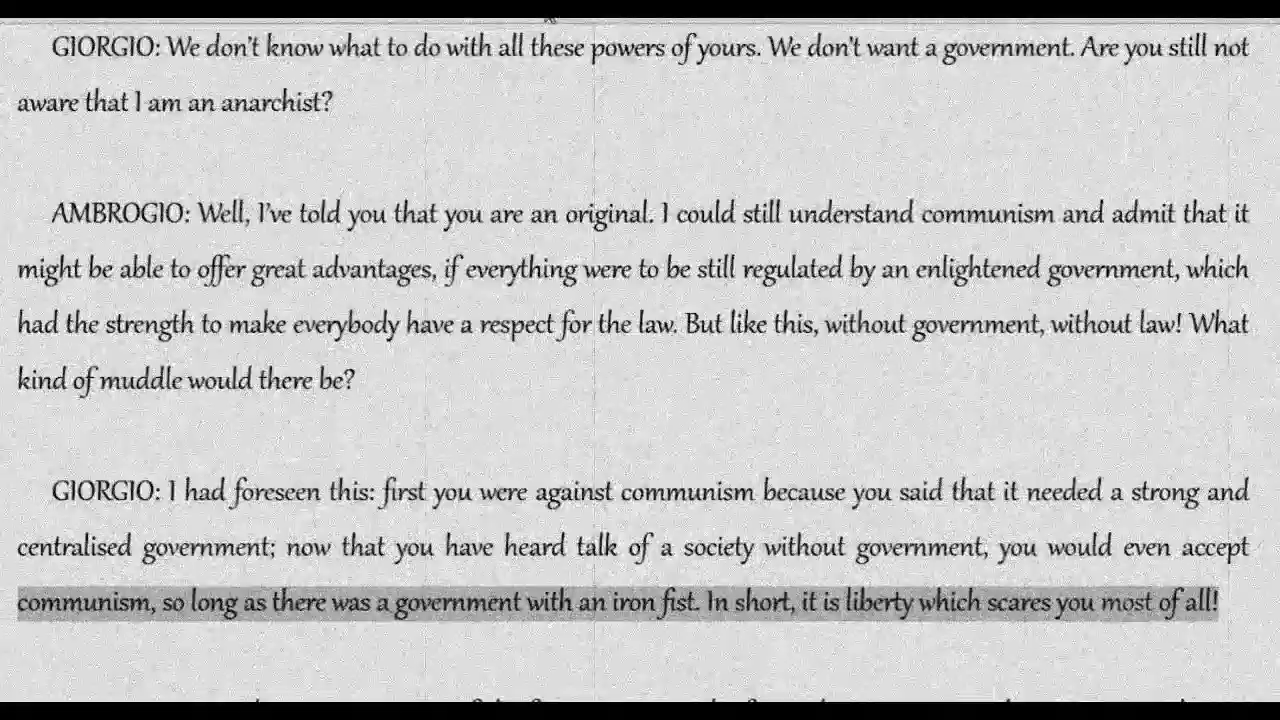 GIORGIO: We don't know what to do with all these powers of yours. We don't want a government. Are you still not
aware that I am an anarchist?
AMBROGIO: Well, I've told you that you are an original. I could still understand communism and admit that it
might be able to offer great advantages, if everything were to be still regulated by an enlightened government, which
had the strength to make everybody have a respect for the law. But like this, without government, without law! What
kind of muddle would there be?
GIORGIO: I had foreseen this: first you were against communism because you said that it needed a strong and
centralised government; now that you have heard talk of a society without government, you would even accept
communism, so long as there was a government with an iron fist. In short, it is liberty which scares you most of all!